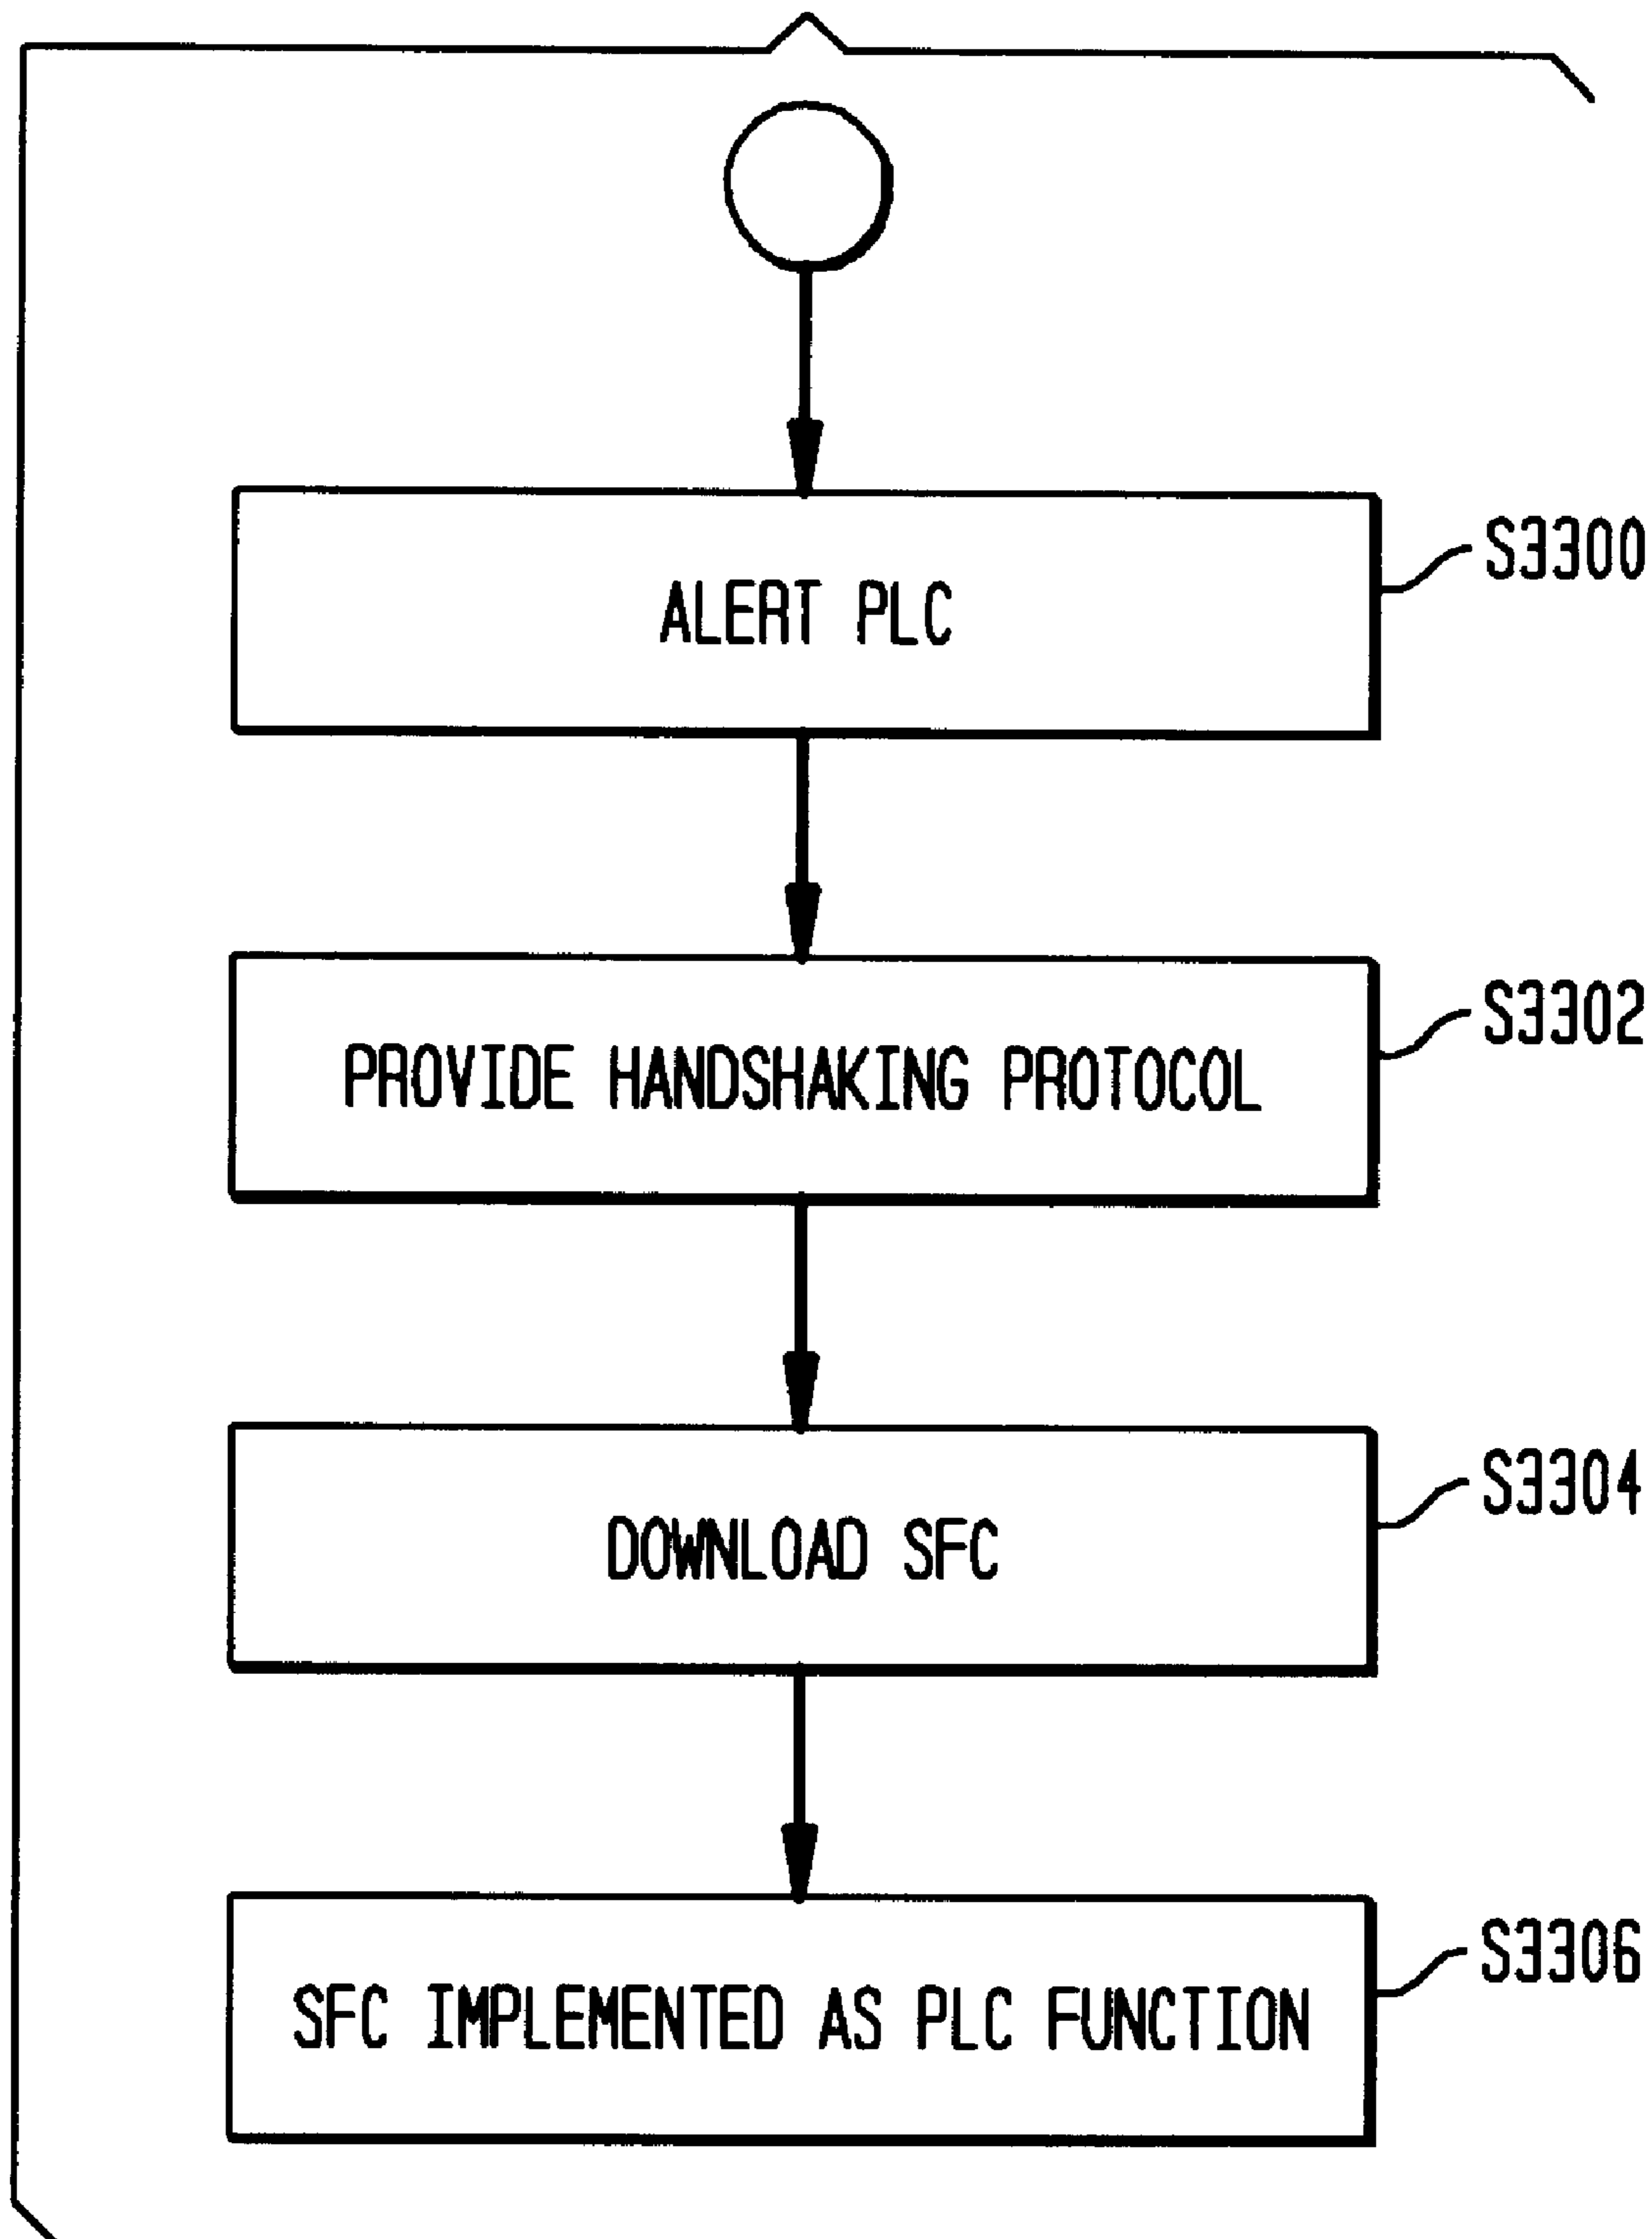 ALERT PLC
S3300
PROVIDE HANDSHAKING PROTOCOL
S3302
DOWNLOAD SFC
S3304
SFC IMPLEMENTED AS PLC FUNCTION
S3306